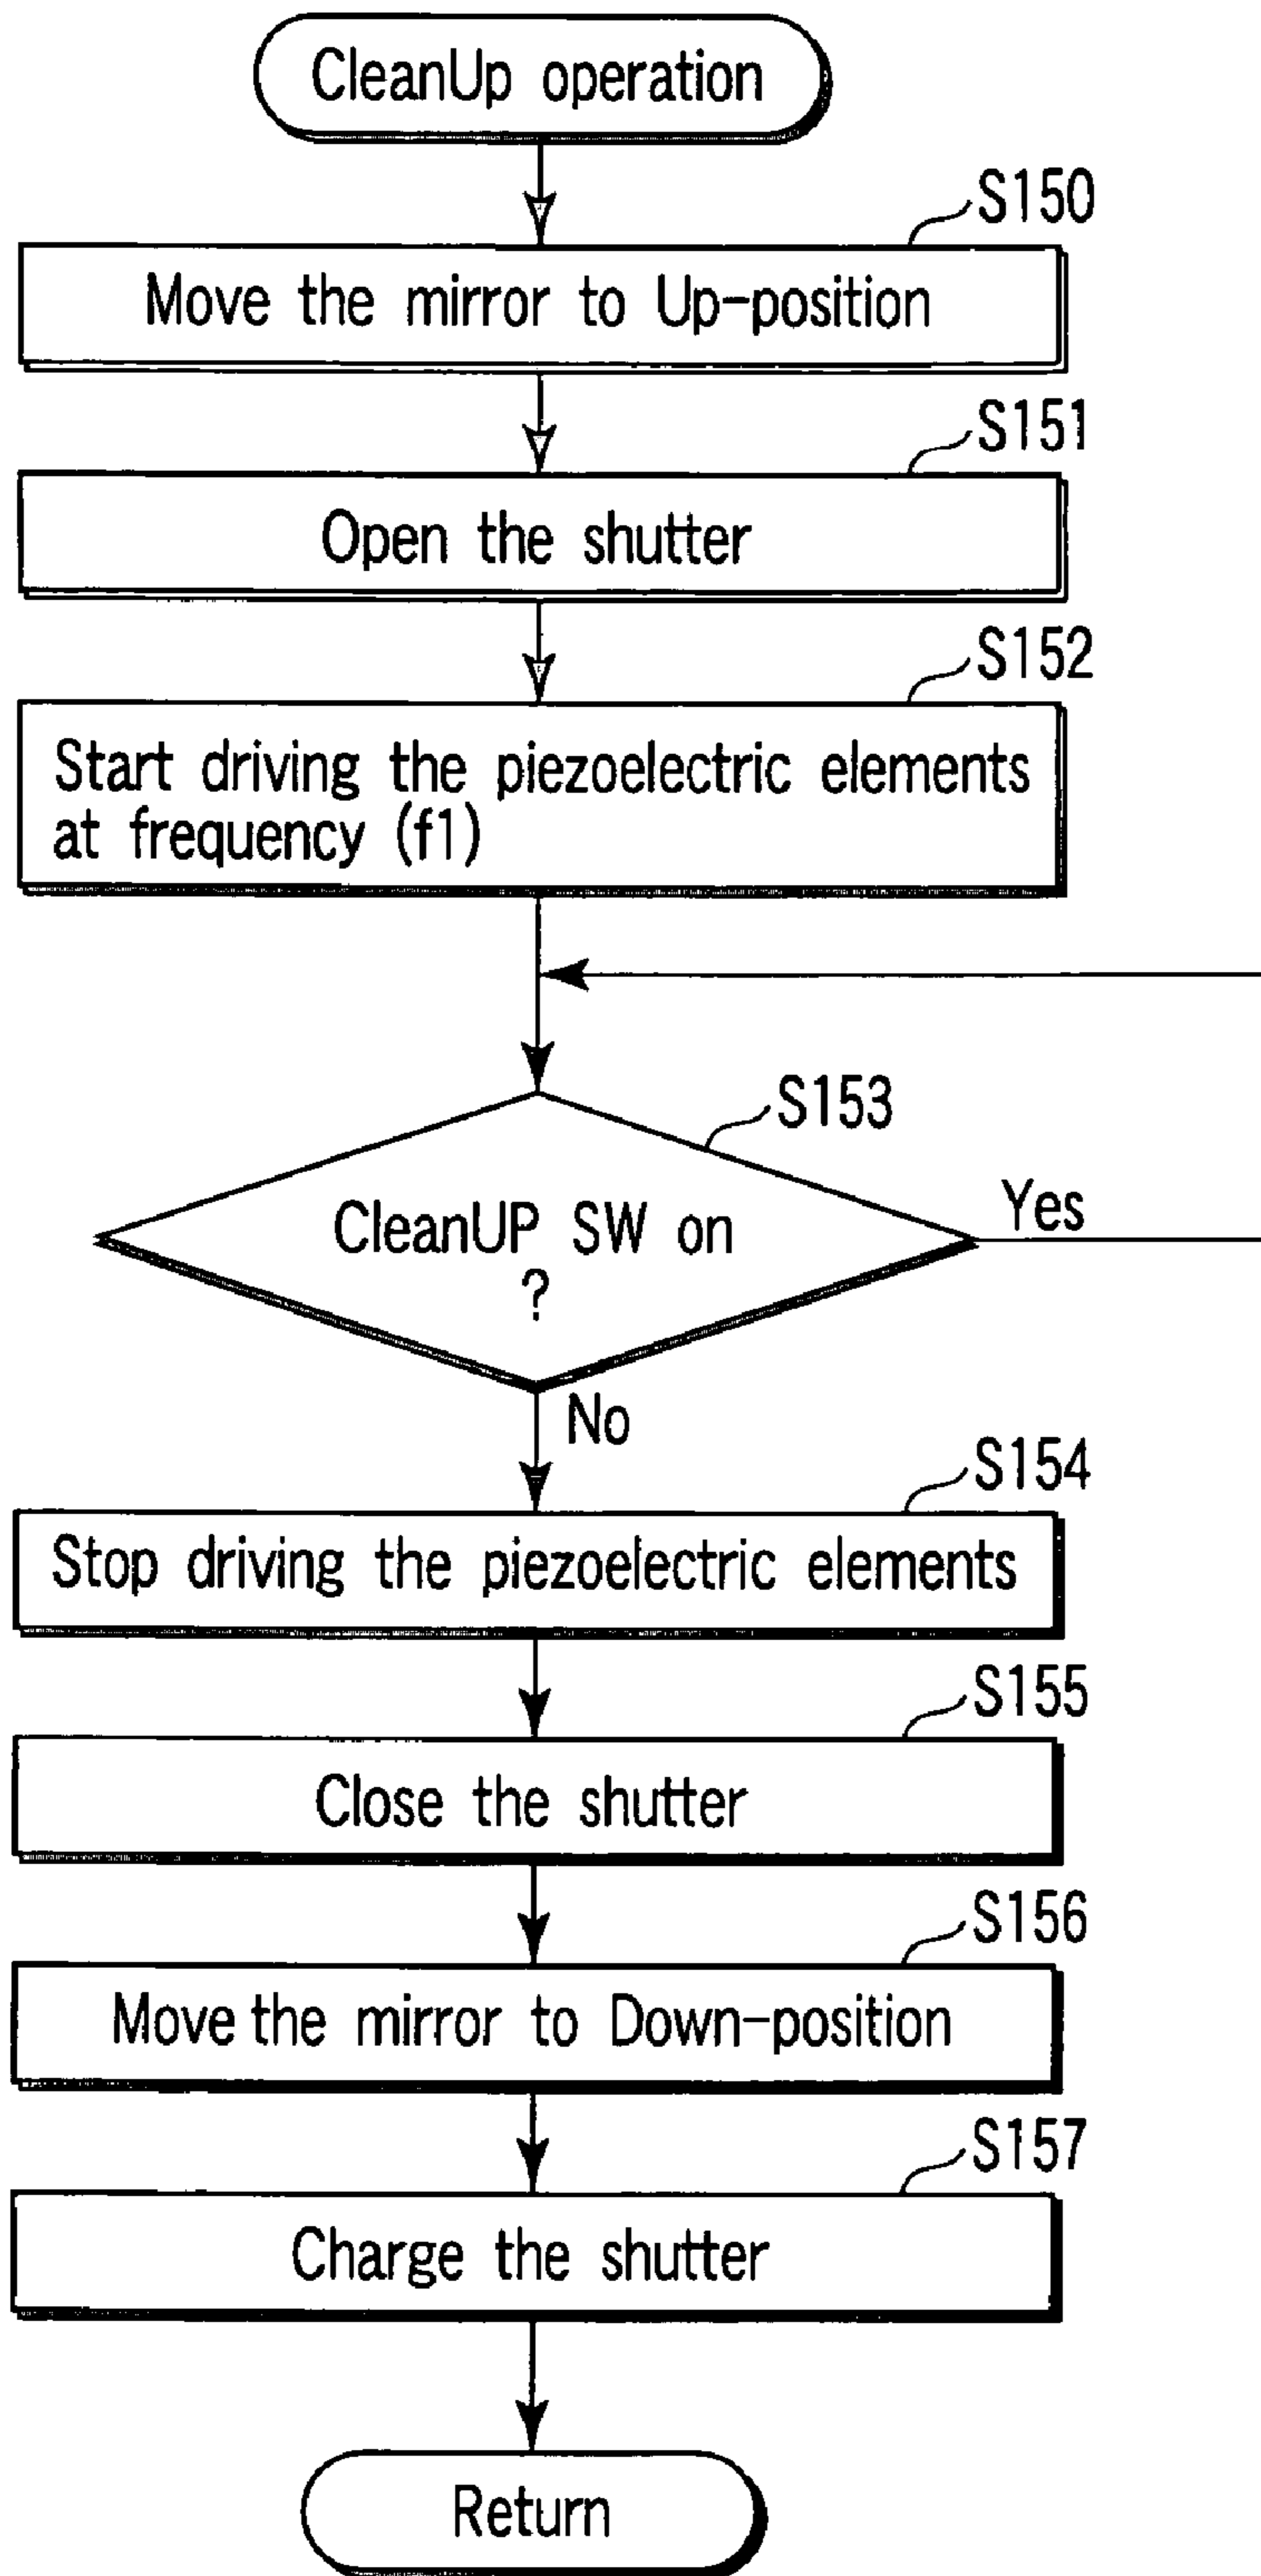 CleanUp operation
S150
Move the mirror to Up-position
S151
Open the shutter
S152
Start driving the piezoelectric elements
at frequency (f1)
S153
CleanUP SW on
?
Yes
No
S154
Stop driving the piezoelectric elements
S155
Close the shutter
S156
Move the mirror to Down-position
S157
Charge the shutter
Return